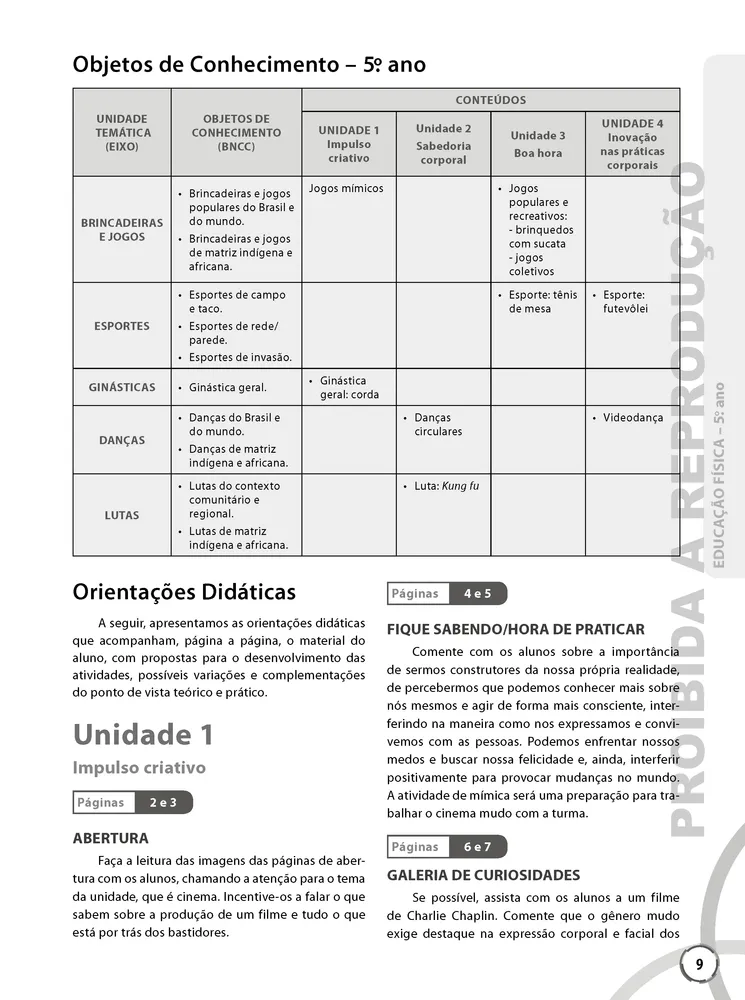 Objetos de Conhecimento – 5º. ano
UNIDADE
TEMÁTICA
(EIXO)
OBJETOS DE
CONHECIMENTO
(BNCC)
CONTEÚDOS
UNIDADE 1
Impulso
criativo
Unidade 2
Sabedoria
corporal
Unidade 3
Boa hora
UNIDADE 4
Inovação
nas práticas
corporais
BRINCADEIRAS
E JOGOS
• Brincadeiras e jogos
populares do Brasil e
do mundo.
• Brincadeiras e jogos
de matriz indígena e
africana.
Jogos mímicos
• Jogos
populares e
recreativos:
- brinquedos
com sucata
- jogos
coletivos
ESPORTES
• Esportes de campo
e taco.
• Esportes de rede/
parede.
• Esportes de invasão.
• Esporte: tênis
de mesa
• Esporte:
futevôlei
GINÁSTICAS
• Ginástica geral.
• Ginástica
geral: corda
DANÇAS
• Danças do Brasil e
do mundo.
• Danças de matriz
indígena e africana.
• Danças
circulares
• Videodança
LUTAS
• Lutas do contexto
comunitário e
regional.
• Lutas de matriz
indígena e africana.
• Luta: Kung fu
Orientações Didáticas
A seguir, apresentamos as orientações didáticas
que acompanham, página a página, o material do
aluno, com propostas para o desenvolvimento das
atividades, possíveis variações e complementações
do ponto de vista teórico e prático.
Unidade 1
Impulso criativo
Páginas 2 e 3
ABERTURA
Faça a leitura das imagens das páginas de aber-
tura com os alunos, chamando a atenção para o tema
da unidade, que é cinema. Incentive-os a falar o que
sabem sobre a produção de um filme e tudo o que
está por trás dos bastidores.
Páginas 4 e 5
FIQUE SABENDO/HORA DE PRATICAR
Comente com os alunos sobre a importância
de sermos construtores da nossa própria realidade,
de percebermos que podemos conhecer mais sobre
nós mesmos e agir de forma mais consciente, inter-
ferindo na maneira como nos expressamos e convi-
vemos com as pessoas. Podemos enfrentar nossos
medos e buscar nossa felicidade e, ainda, interferir
positivamente para provocar mudanças no mundo.
A atividade de mímica será uma preparação para tra-
balhar o cinema mudo com a turma.
Páginas 6 e 7
GALERIA DE CURIOSIDADES
Se possível, assista com os alunos a um filme
de Charlie Chaplin. Comente que o gênero mudo
exige destaque na expressão corporal e facial dos
PROIBIDA A REPRODUÇÃO
EDUCAÇÃO FÍSICA – 5º. ano
9